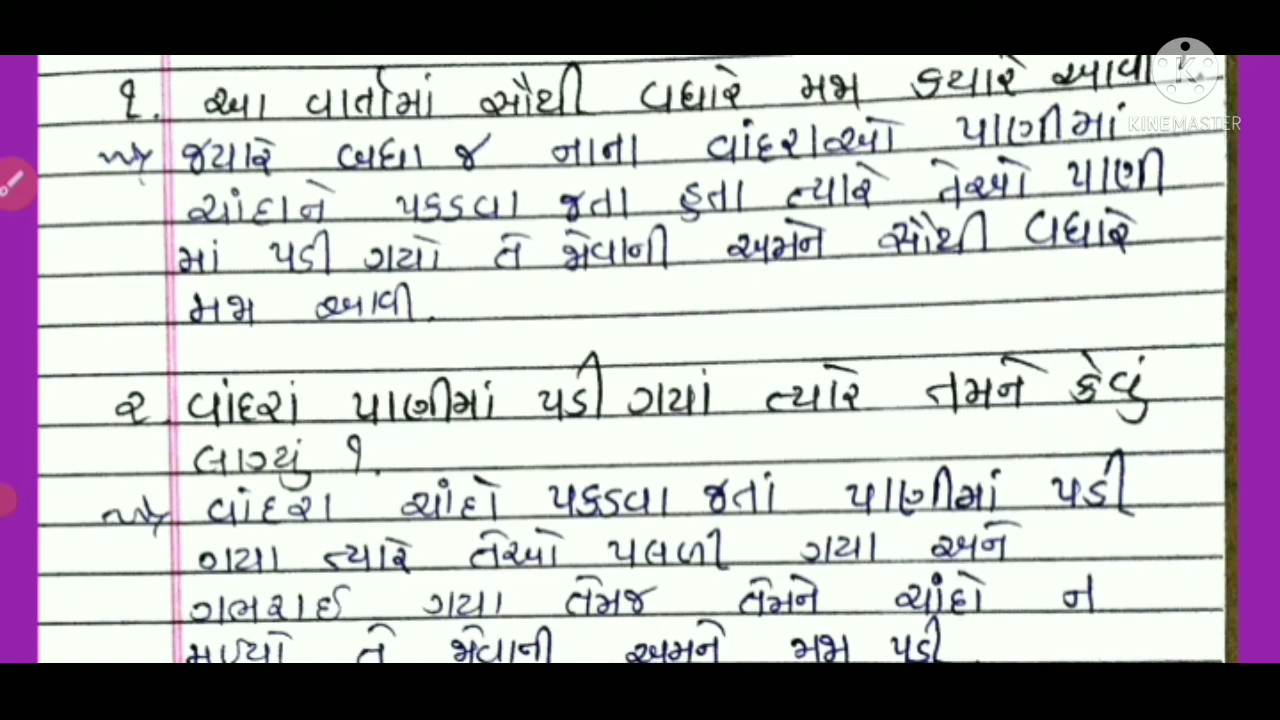 ૧. આ વાર્તામાં સૌથી વધારે મજા ક્યારે આવી
KINEMASTER
જ્યારે બધા જ નાના વાંદરાઓ પાણીમાં
ચાંદાને પકડવા જતા હતા ત્યારે તેઓ પાણી
માં પડી ગયો તે જોવાની અમને સૌથી વધારે
મજા આવી.
૨. વાંદરાં પાણીમાં પડી ગયાં ત્યારે તમને કેવું
લાગ્યું ?.
વાંદરા ચાંદો પકડવા જતાં પાણીમાં પડી
ગયા ત્યારે તેઓ પલળી ગયા અને
ગભરાઈ ગયા તેમજ તેમને ચાંદો ન
મળ્યો તે જોવાની અમને મજા પડી.